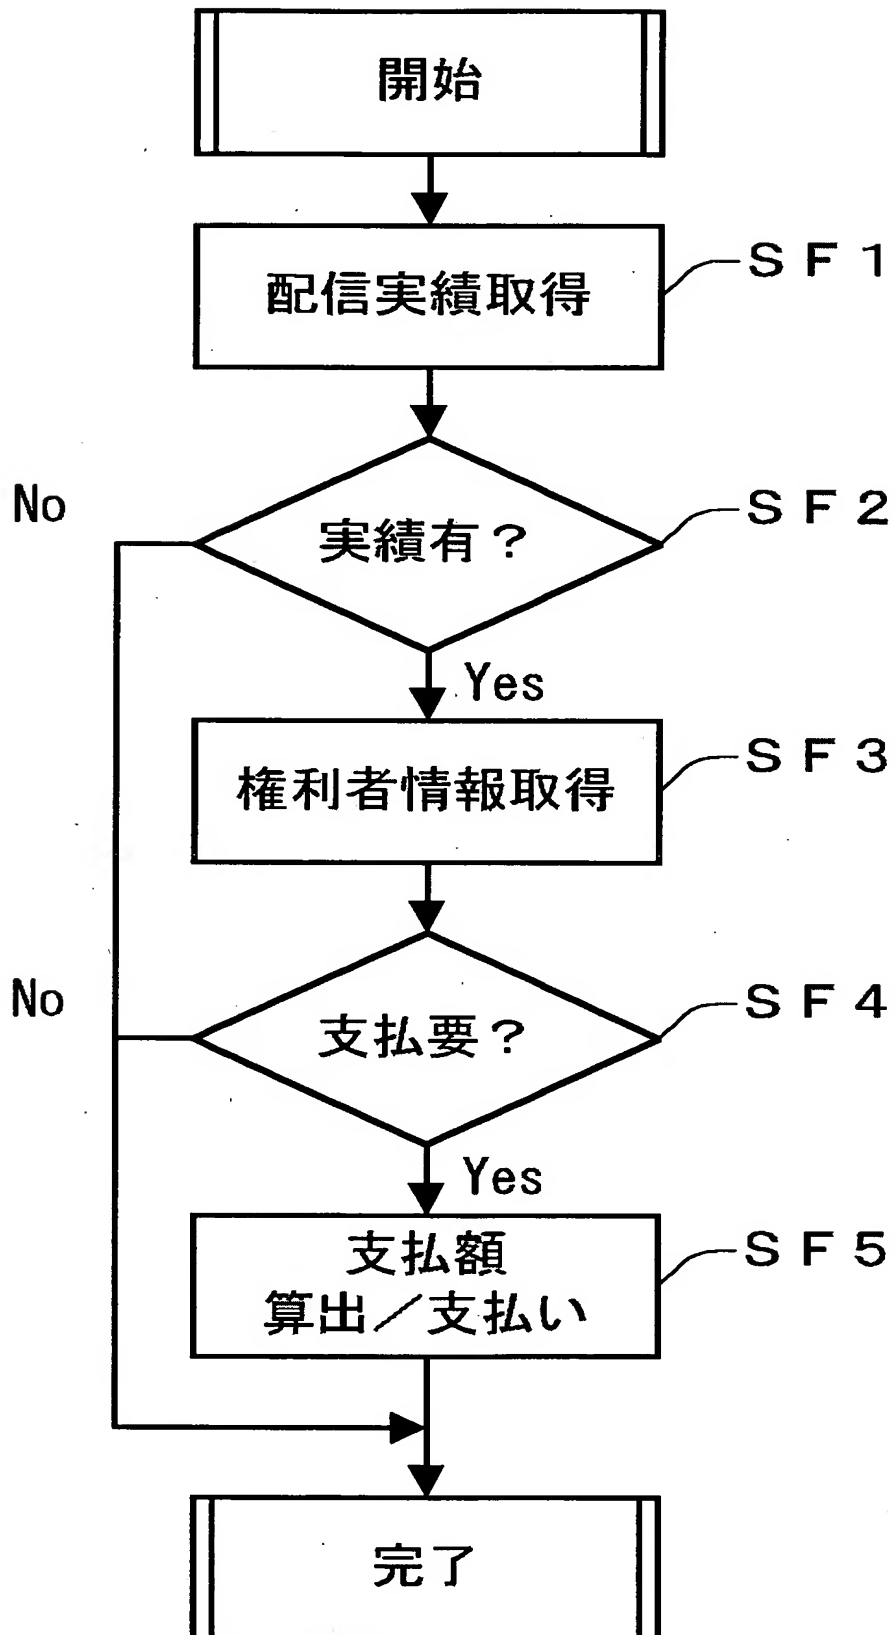 開始
配信実績取得
ＳＦ１
実績有？
ＳＦ２
No
Yes
権利者情報取得
ＳＦ３
支払要？
ＳＦ４
No
Yes
支払額
算出／支払い
ＳＦ５
完了